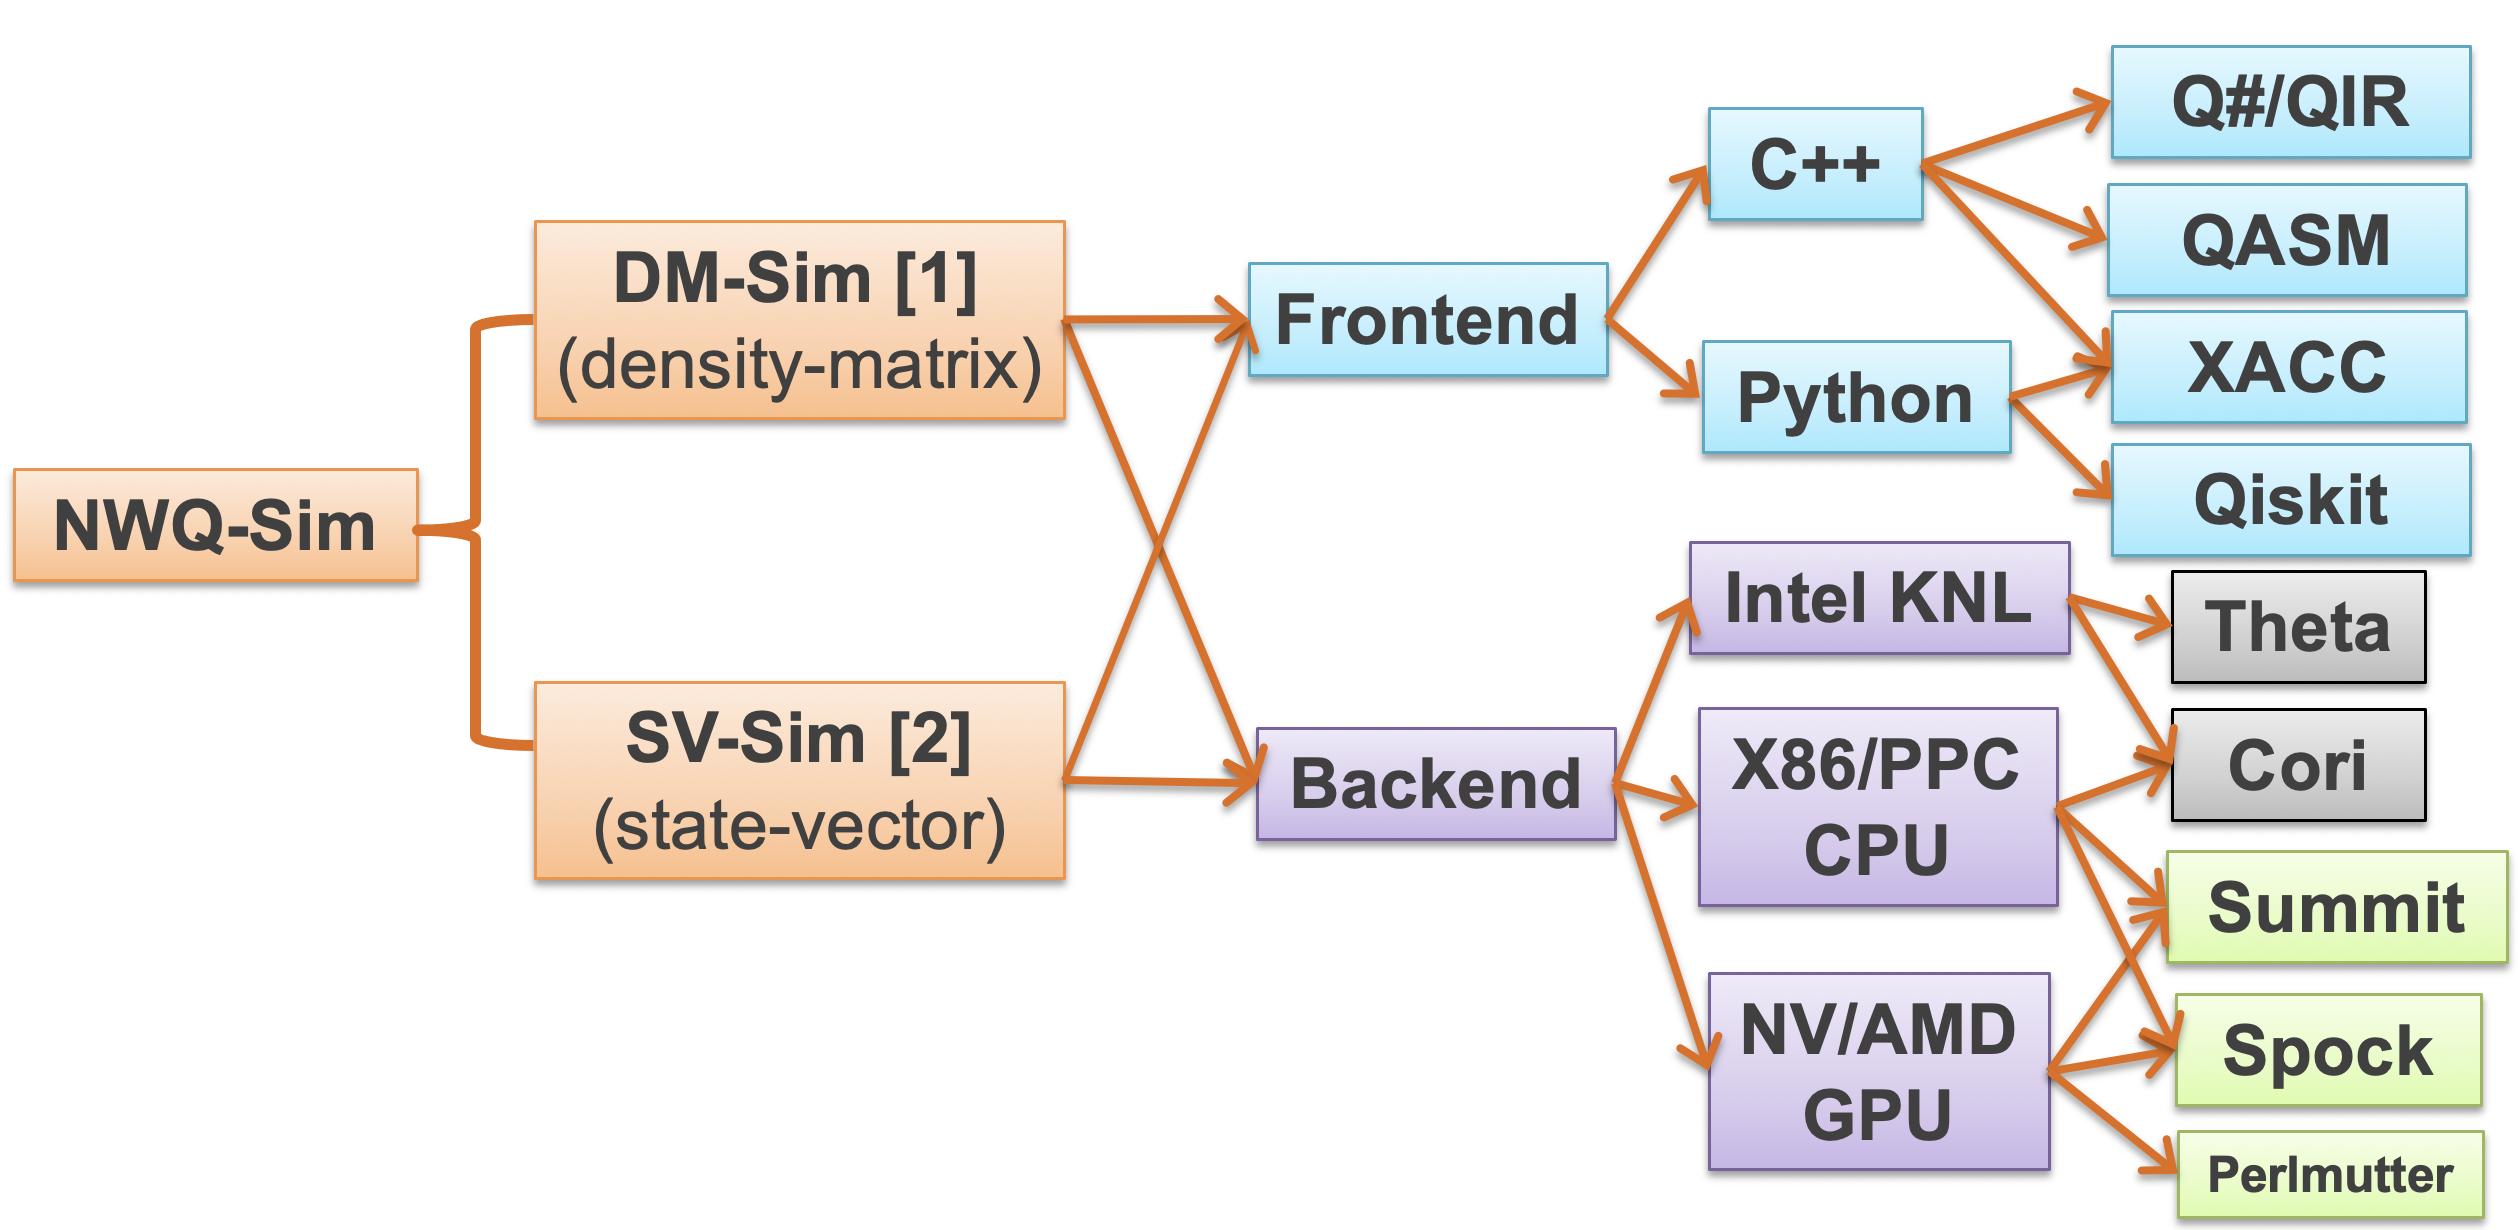 NWQ-Sim
DM-Sim [1]
(density-matrix)
SV-Sim [2]
(state-vector)
Frontend
Backend
C++
Python
Intel KNL
X86/PPC
CPU
NV/AMD
GPU
Q#/QIR
QASM
XACC
Qiskit
Theta
Cori
Summit
Spock
Perlmutter